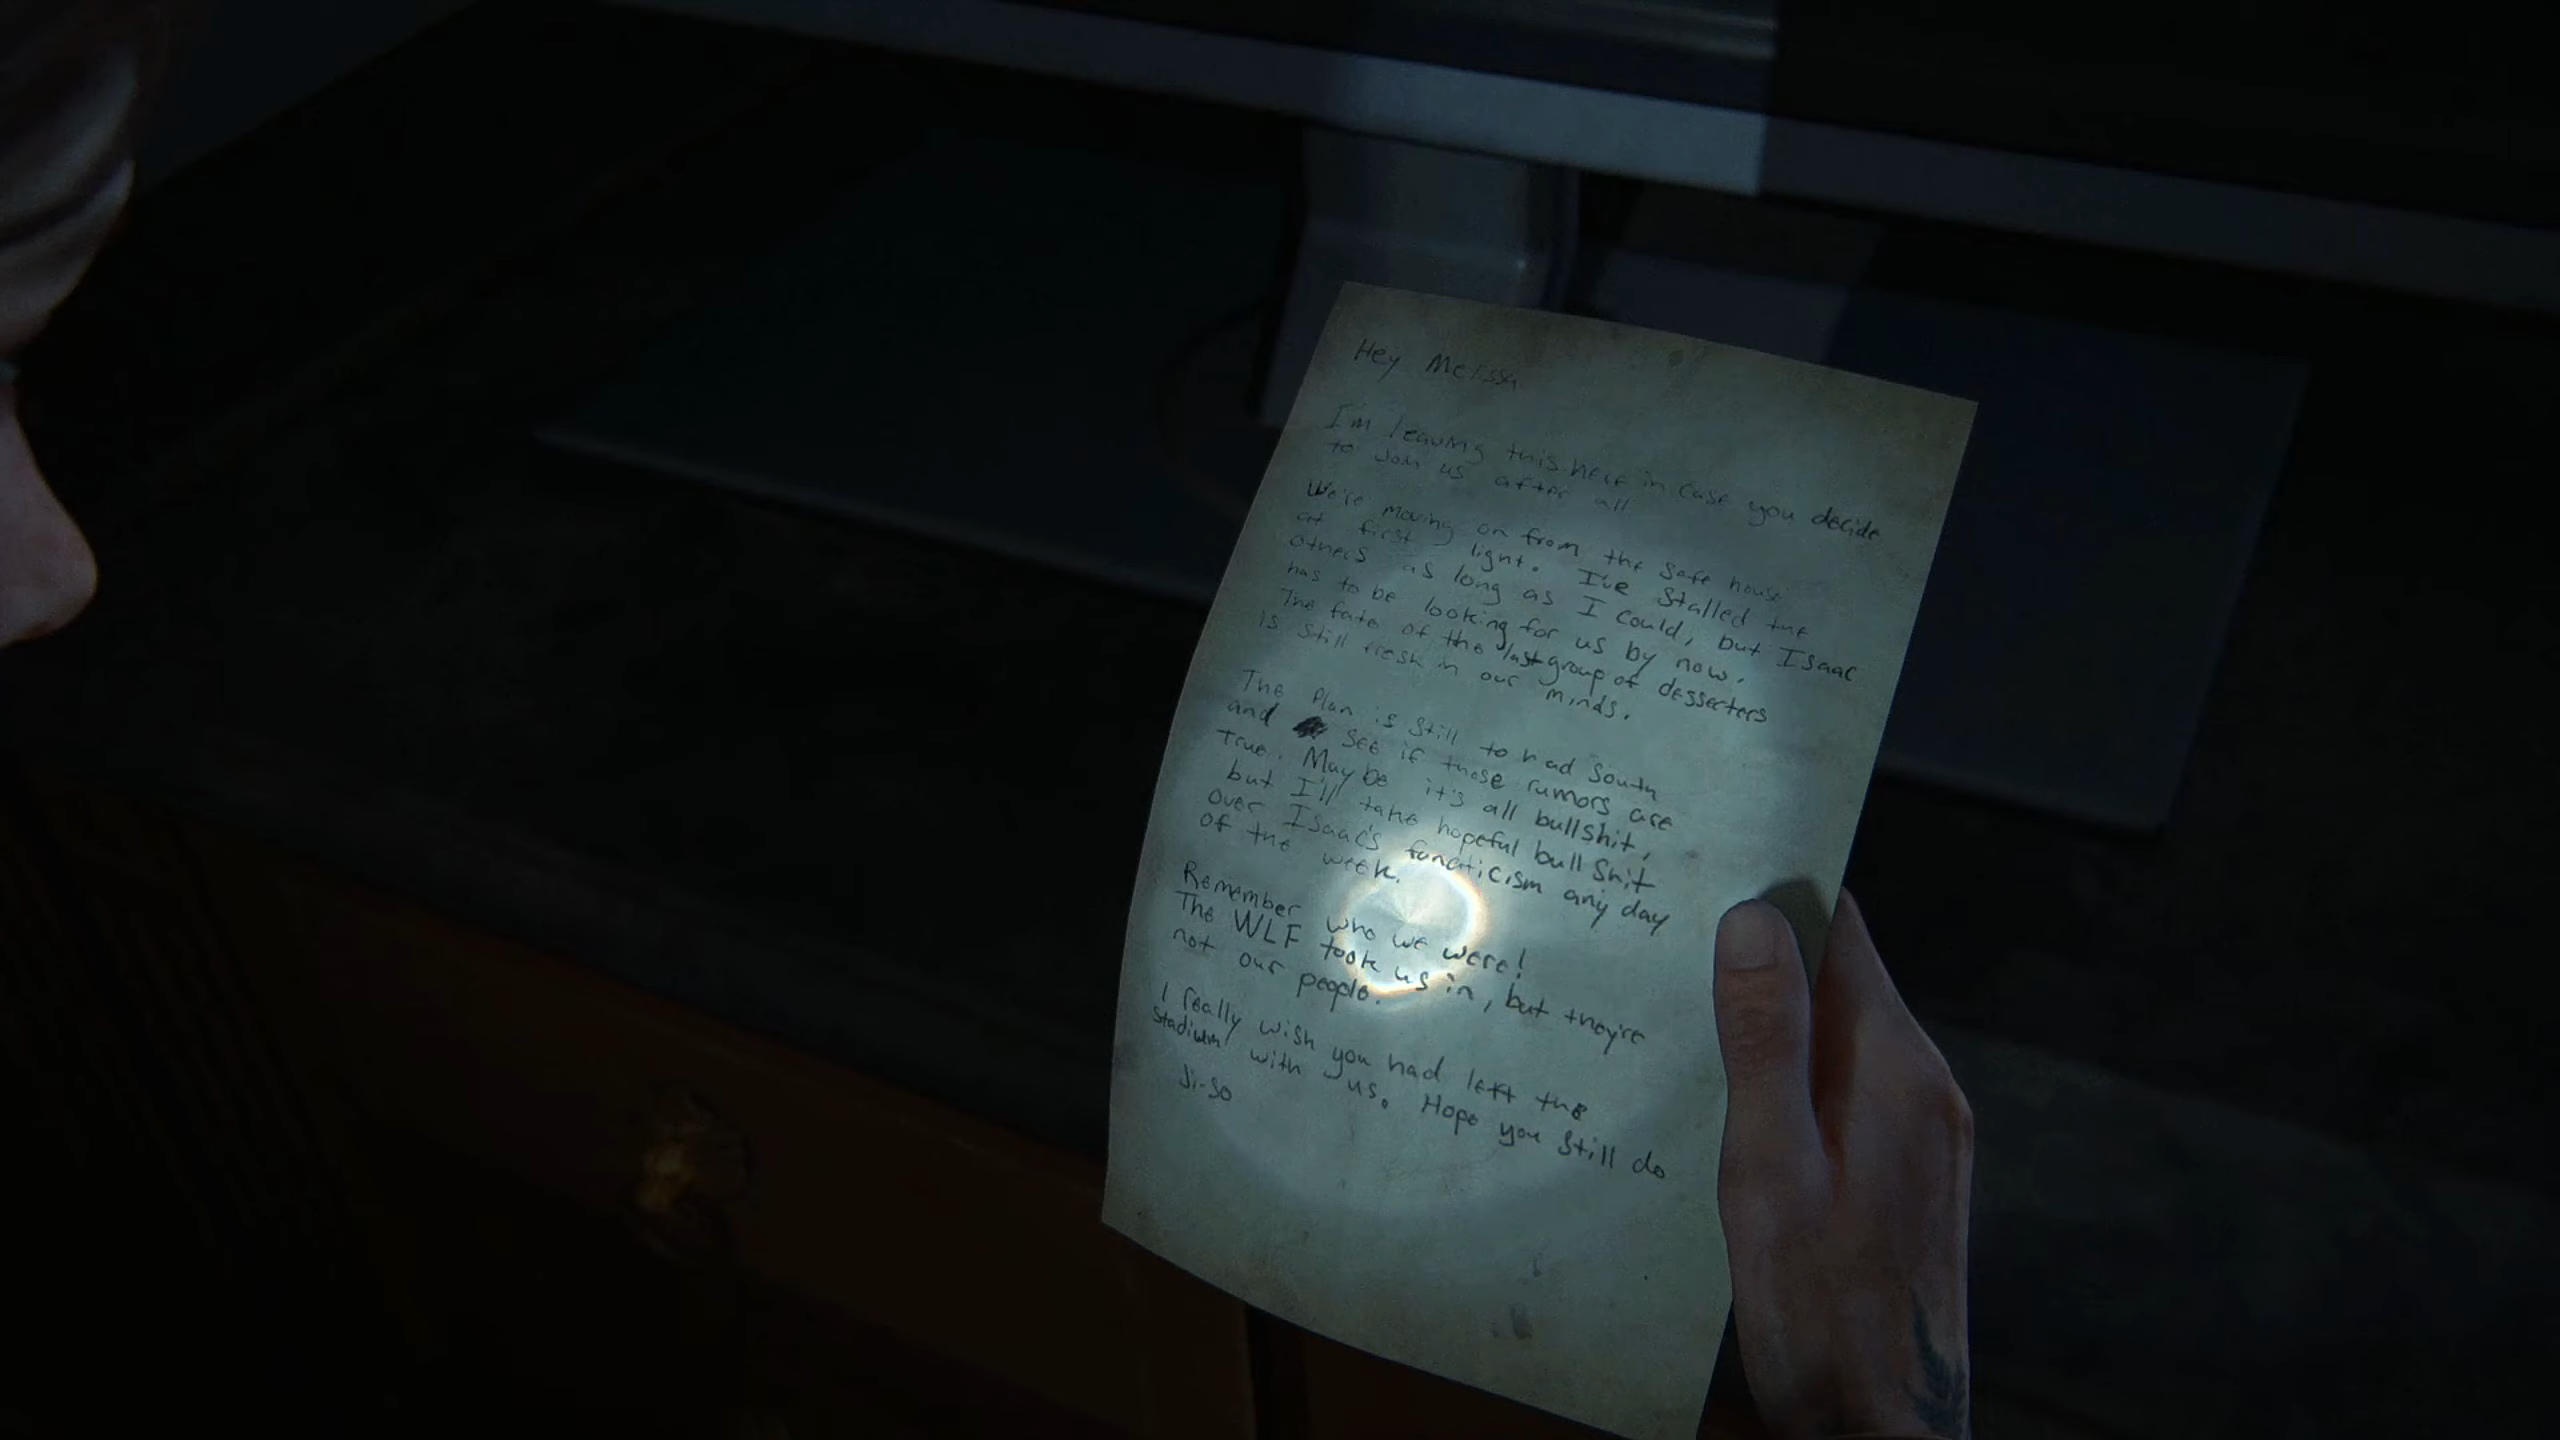 Hey Melissa
I'm leaving this here in case you decide
to join us after all
We're moving on from the safe house
at first light. I've stalled the
others as long as I could, but Isaac
has to be looking for us by now.
The fate of the last group of dessecters
is still fresh in our minds.
The plan is still to had south
and see if those rumors are
true. May be it's all bullshit,
but I'll take hopeful bull shit
over Isaac's fanaticism any day
of the week.
Remember who we were!
The WLF took us in, but they're
not our people.
I really wish you had left the
stadium with us. Hope you still do
Ji-So